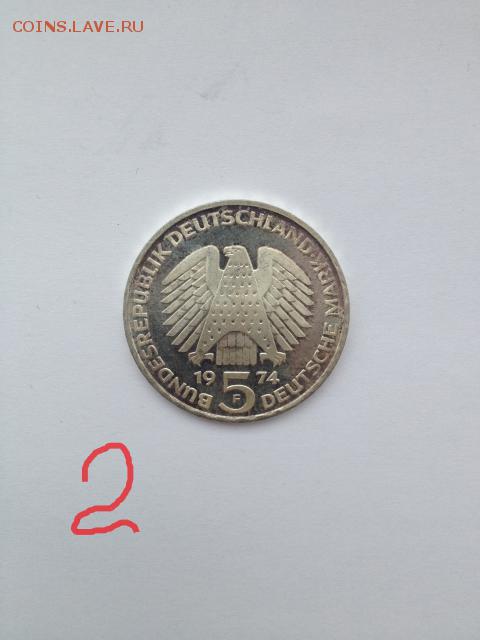 COINS.LAVE.RU
BUNDESREPUBLIK·DEUTSCHLAND·
DEUTSCHE MARK
19 74
5
F
2